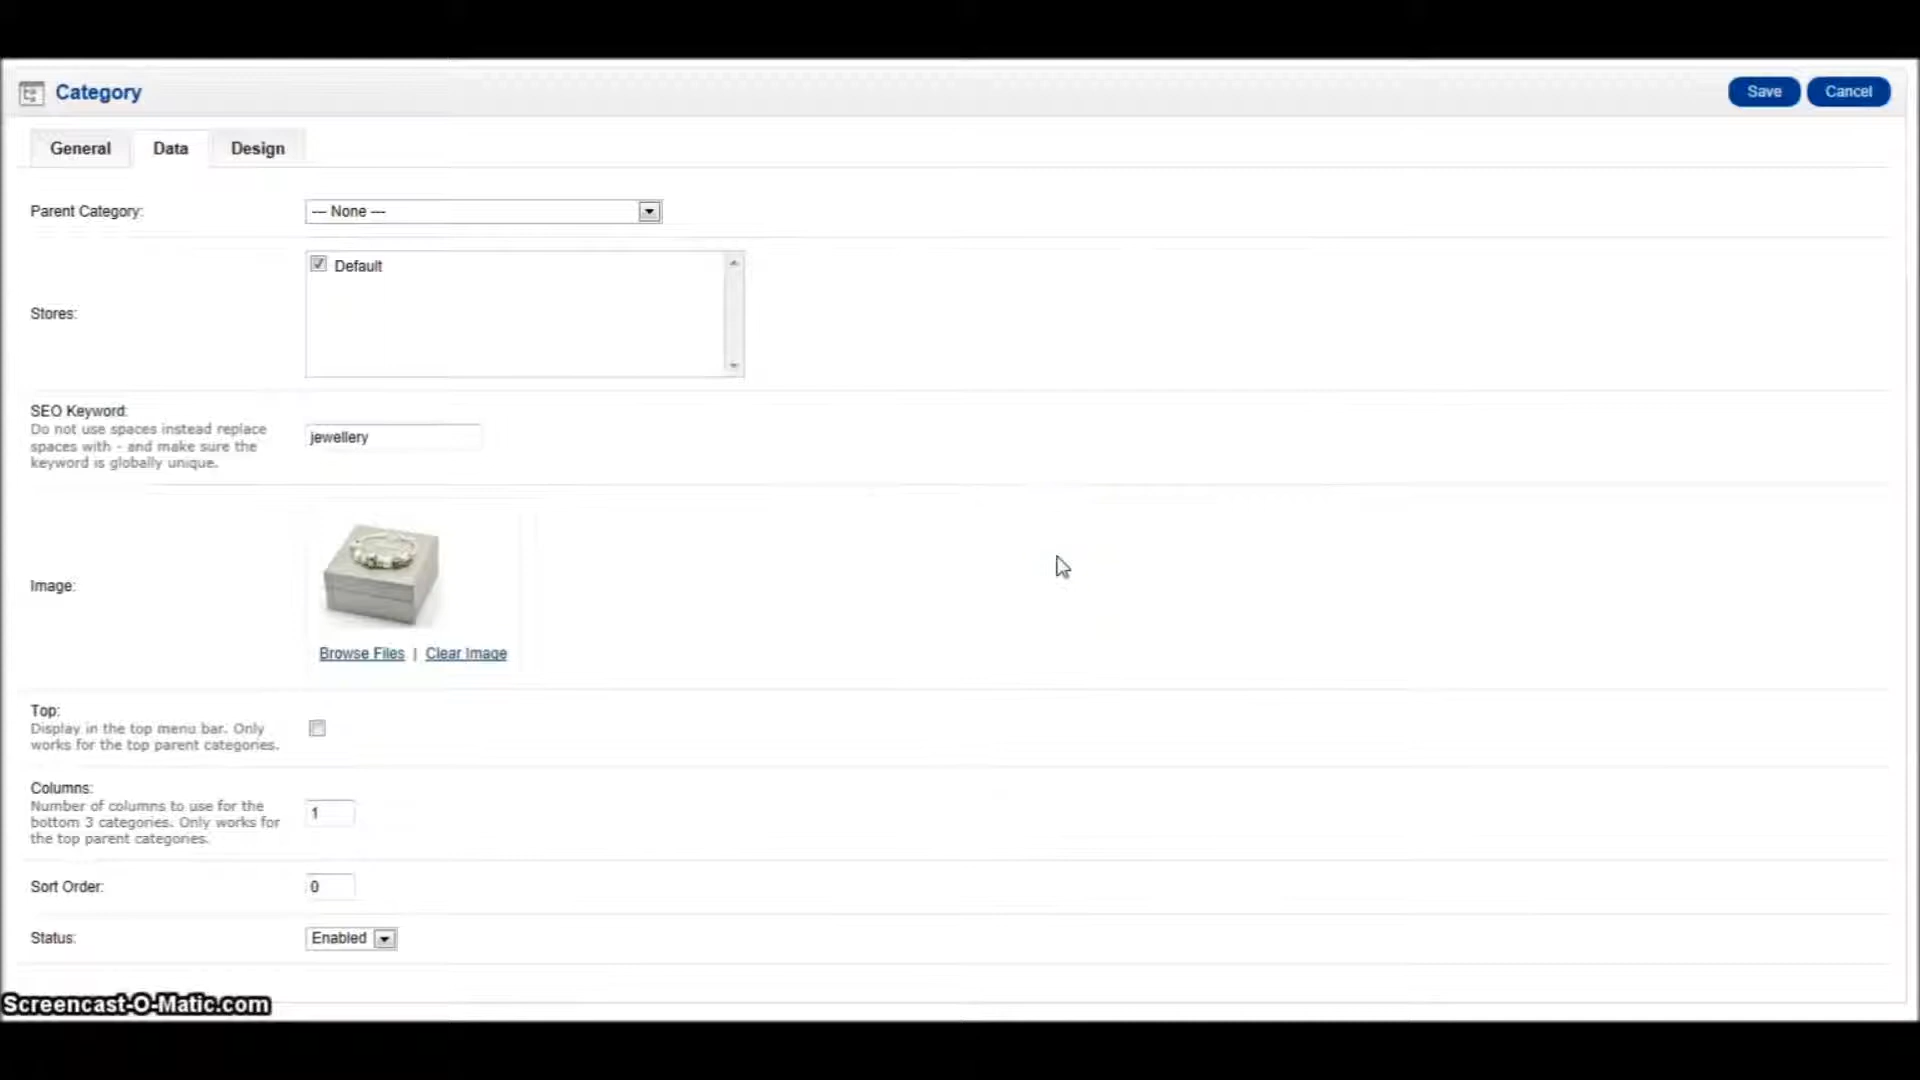 Category
Save
Cancel
General
Data
Design
Parent Category:
--- None ---
Default
Stores:
SEO Keyword:
Do not use spaces instead replace
spaces with - and make sure the
keyword is globally unique.
jewellery
Image:
Browse Files | Clear Image
Top:
Display in the top menu bar. Only
works for the top parent categories.
Columns:
Number of columns to use for the
bottom 3 categories. Only works for
the top parent categories.
1
Sort Order:
0
Status:
Enabled
Screencast-O-Matic.com